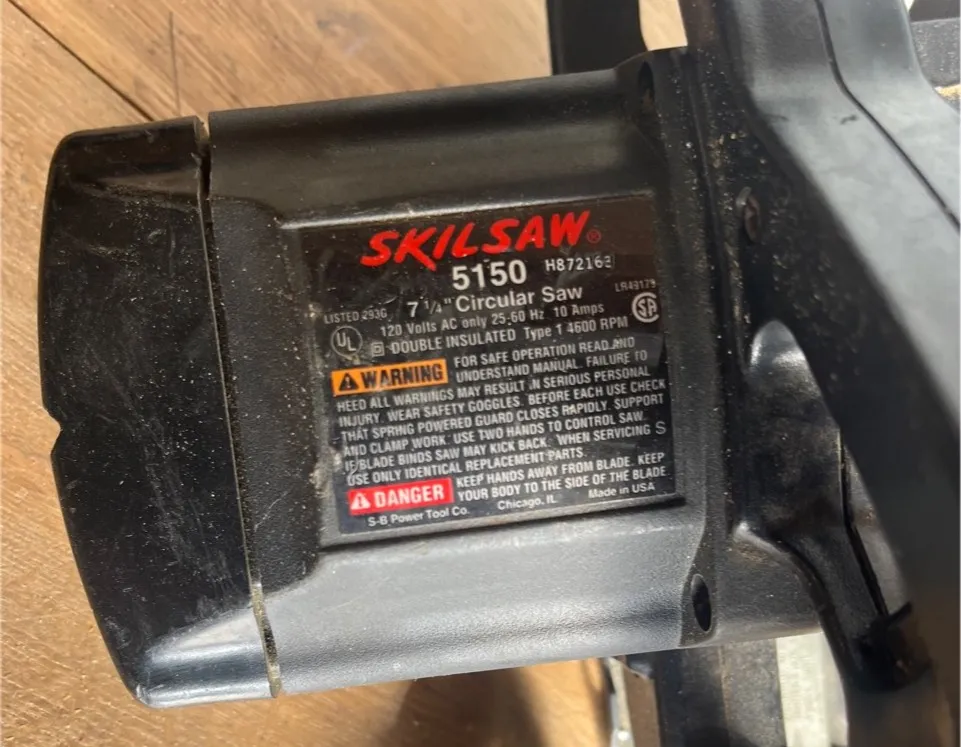 SKILSAW®
5150 H872163
7 1/4" Circular Saw LR49179
LISTED 293G 120 Volts AC only 25-60 Hz 10 Amps SA
UL DOUBLE INSULATED Type 1 4600 RPM
WARNING FOR SAFE OPERATION READ AND
UNDERSTAND MANUAL. FAILURE TO
HEED ALL WARNINGS MAY RESULT IN SERIOUS PERSONAL
INJURY. WEAR SAFETY GOGGLES. BEFORE EACH USE CHECK
THAT SPRING POWERED GUARD CLOSES RAPIDLY. SUPPORT
AND CLAMP WORK. USE TWO HANDS TO CONTROL SAW.
IF BLADE BINDS SAW MAY KICK BACK. WHEN SERVICING S
USE ONLY IDENTICAL REPLACEMENT PARTS.
DANGER KEEP HANDS AWAY FROM BLADE. KEEP
YOUR BODY TO THE SIDE OF THE BLADE
S-B Power Tool Co. Chicago, IL Made in USA